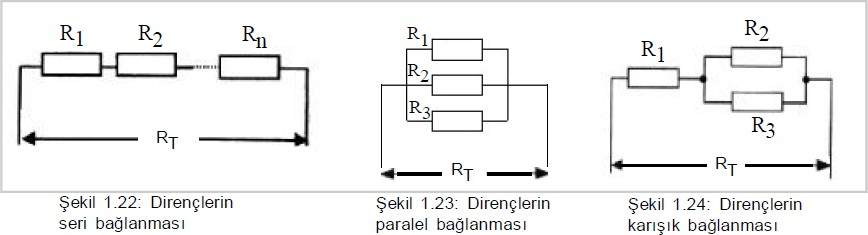 R1 R2 Rn
RT
Şekil 1.22: Dirençlerin
seri bağlanması
R1
R2
R3
RT
Şekil 1.23: Dirençlerin
paralel bağlanması
R1
R2
R3
RT
Şekil 1.24: Dirençlerin
karışık bağlanması